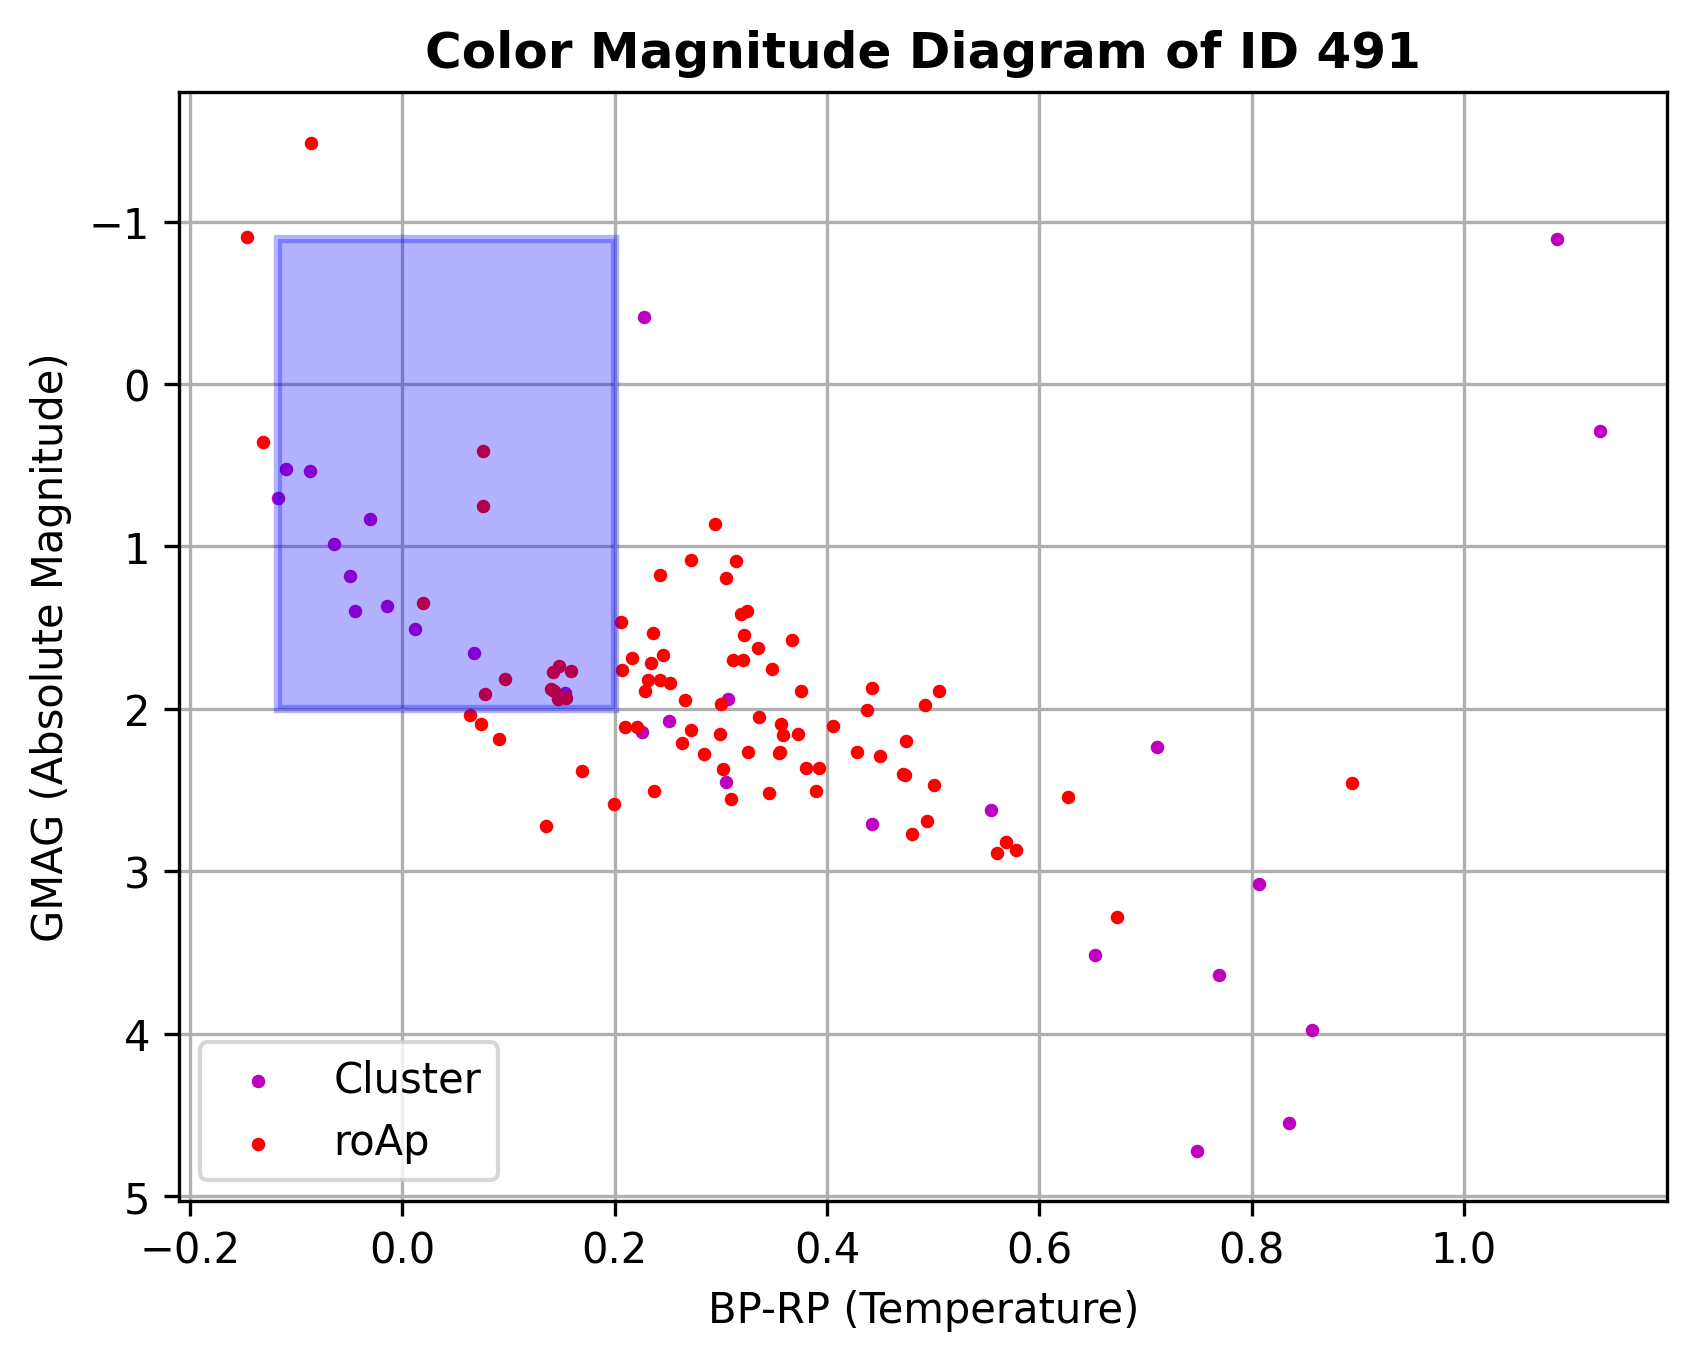 Color Magnitude Diagram of ID 491
GMAG (Absolute Magnitude)
−1
0
1
2
3
4
5
Cluster
roAp
−0.2 0.0 0.2 0.4 0.6 0.8 1.0
BP-RP (Temperature)